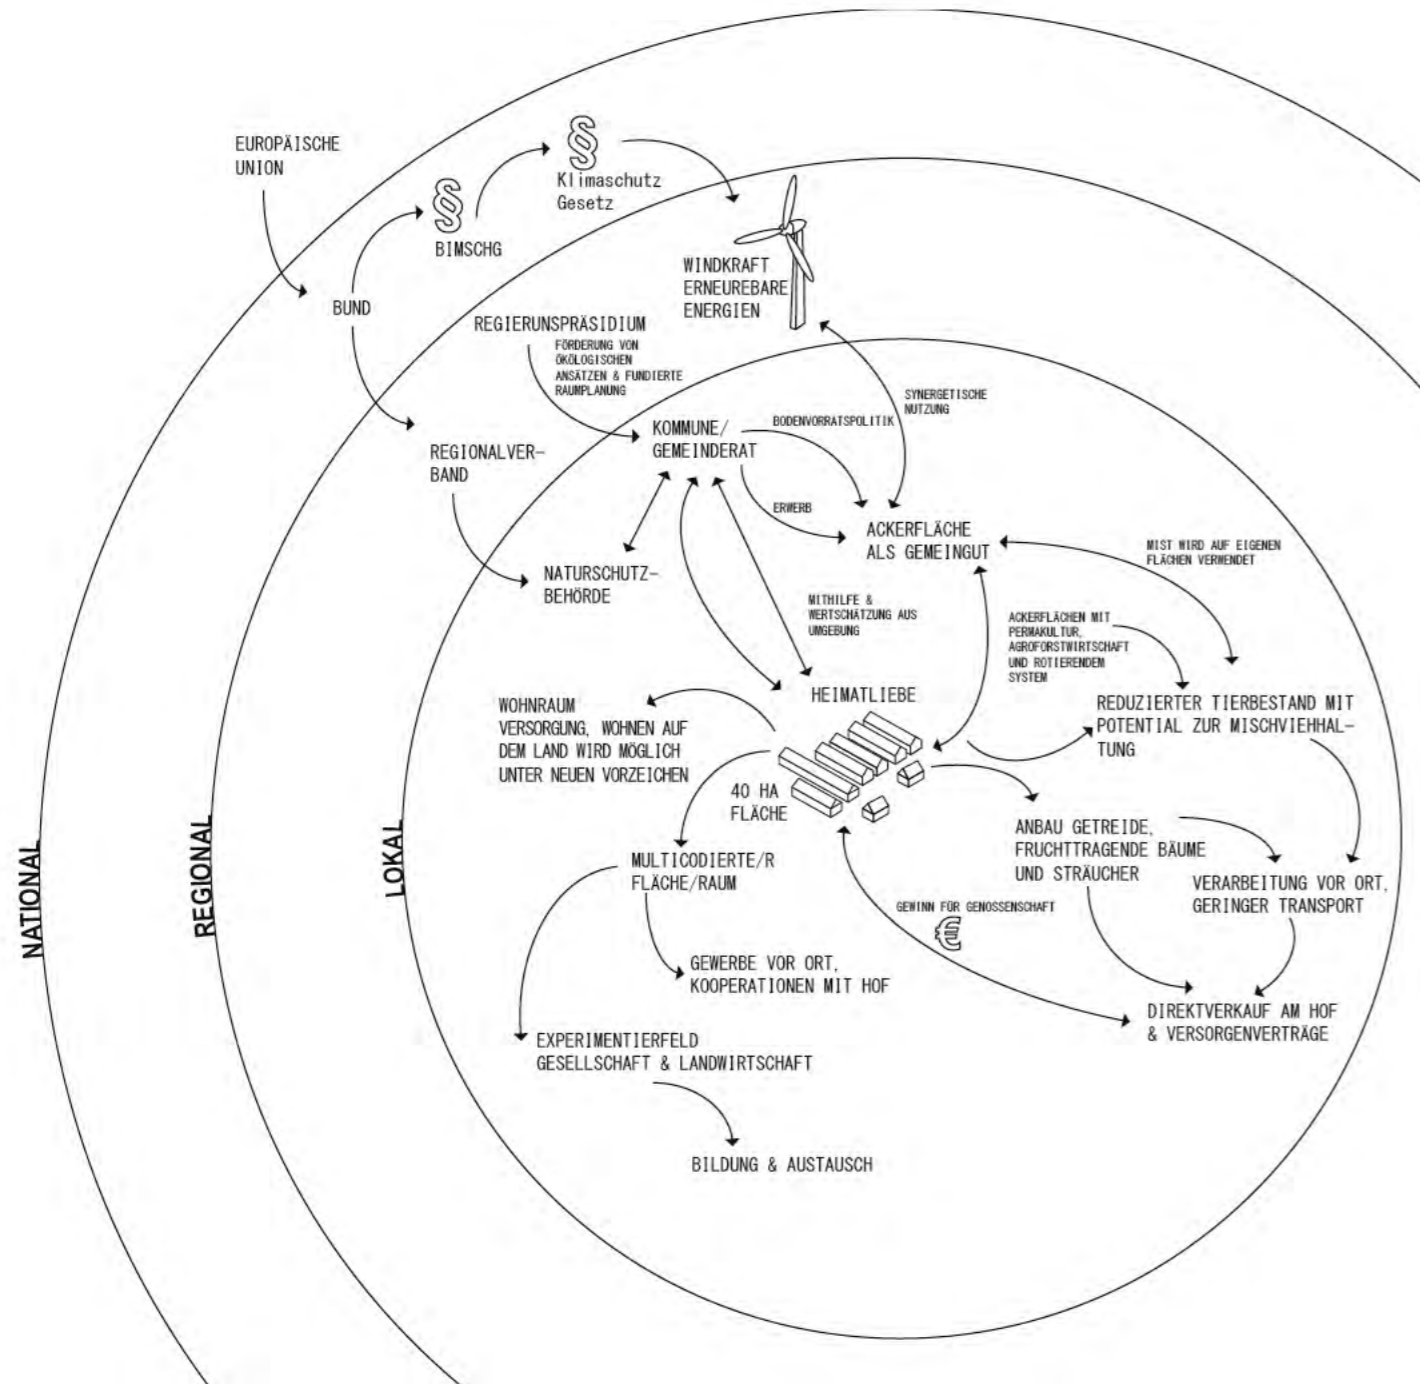 EUROPÄISCHE
UNION
§
Klimaschutz
Gesetz
§
BIMSCHG
BUND
WINDKRAFT
ERNEUREBARE
ENERGIEN
REGIERUNSPRÄSIDIUM
FÖRDERUNG VON
ÖKOLOGISCHEN
ANSÄTZEN & FUNDIERTE
RAUMPLANUNG
SYNERGETISCHE
NUTZUNG
KOMMUNE/
GEMEINDERAT
BODENVORRATSPOLITIK
REGIONALVER-
BAND
ERWERB
ACKERFLÄCHE
ALS GEMEINGUT
MIST WIRD AUF EIGENEN
FLÄCHEN VERWENDET
NATURSCHUTZ-
BEHÖRDE
MITHILFE &
WERTSCHÄTZUNG AUS
UMGEBUNG
ACKERFLÄCHEN MIT
PERMAKULTUR,
AGROFORSTWIRTSCHAFT
UND ROTIERENDEM
SYSTEM
HEIMATLIEBE
WOHNRAUM
VERSORGUNG, WOHNEN AUF
DEM LAND WIRD MÖGLICH
UNTER NEUEN VORZEICHEN
REDUZIERTER TIERBESTAND MIT
POTENTIAL ZUR MISCHVIEHHAL-
TUNG
40 HA
FLÄCHE
ANBAU GETREIDE,
FRUCHTTRAGENDE BÄUME
UND STRÄUCHER
NATIONAL
REGIONAL
LOKAL
MULTICODIERTE/R
FLÄCHE/RAUM
VERARBEITUNG VOR ORT,
GERINGER TRANSPORT
GEWINN FÜR GENOSSENSCHAFT
€
GEWERBE VOR ORT,
KOOPERATIONEN MIT HOF
DIREKTVERKAUF AM HOF
& VERSORGENVERTRÄGE
EXPERIMENTIERFELD
GESELLSCHAFT & LANDWIRTSCHAFT
BILDUNG & AUSTAUSCH